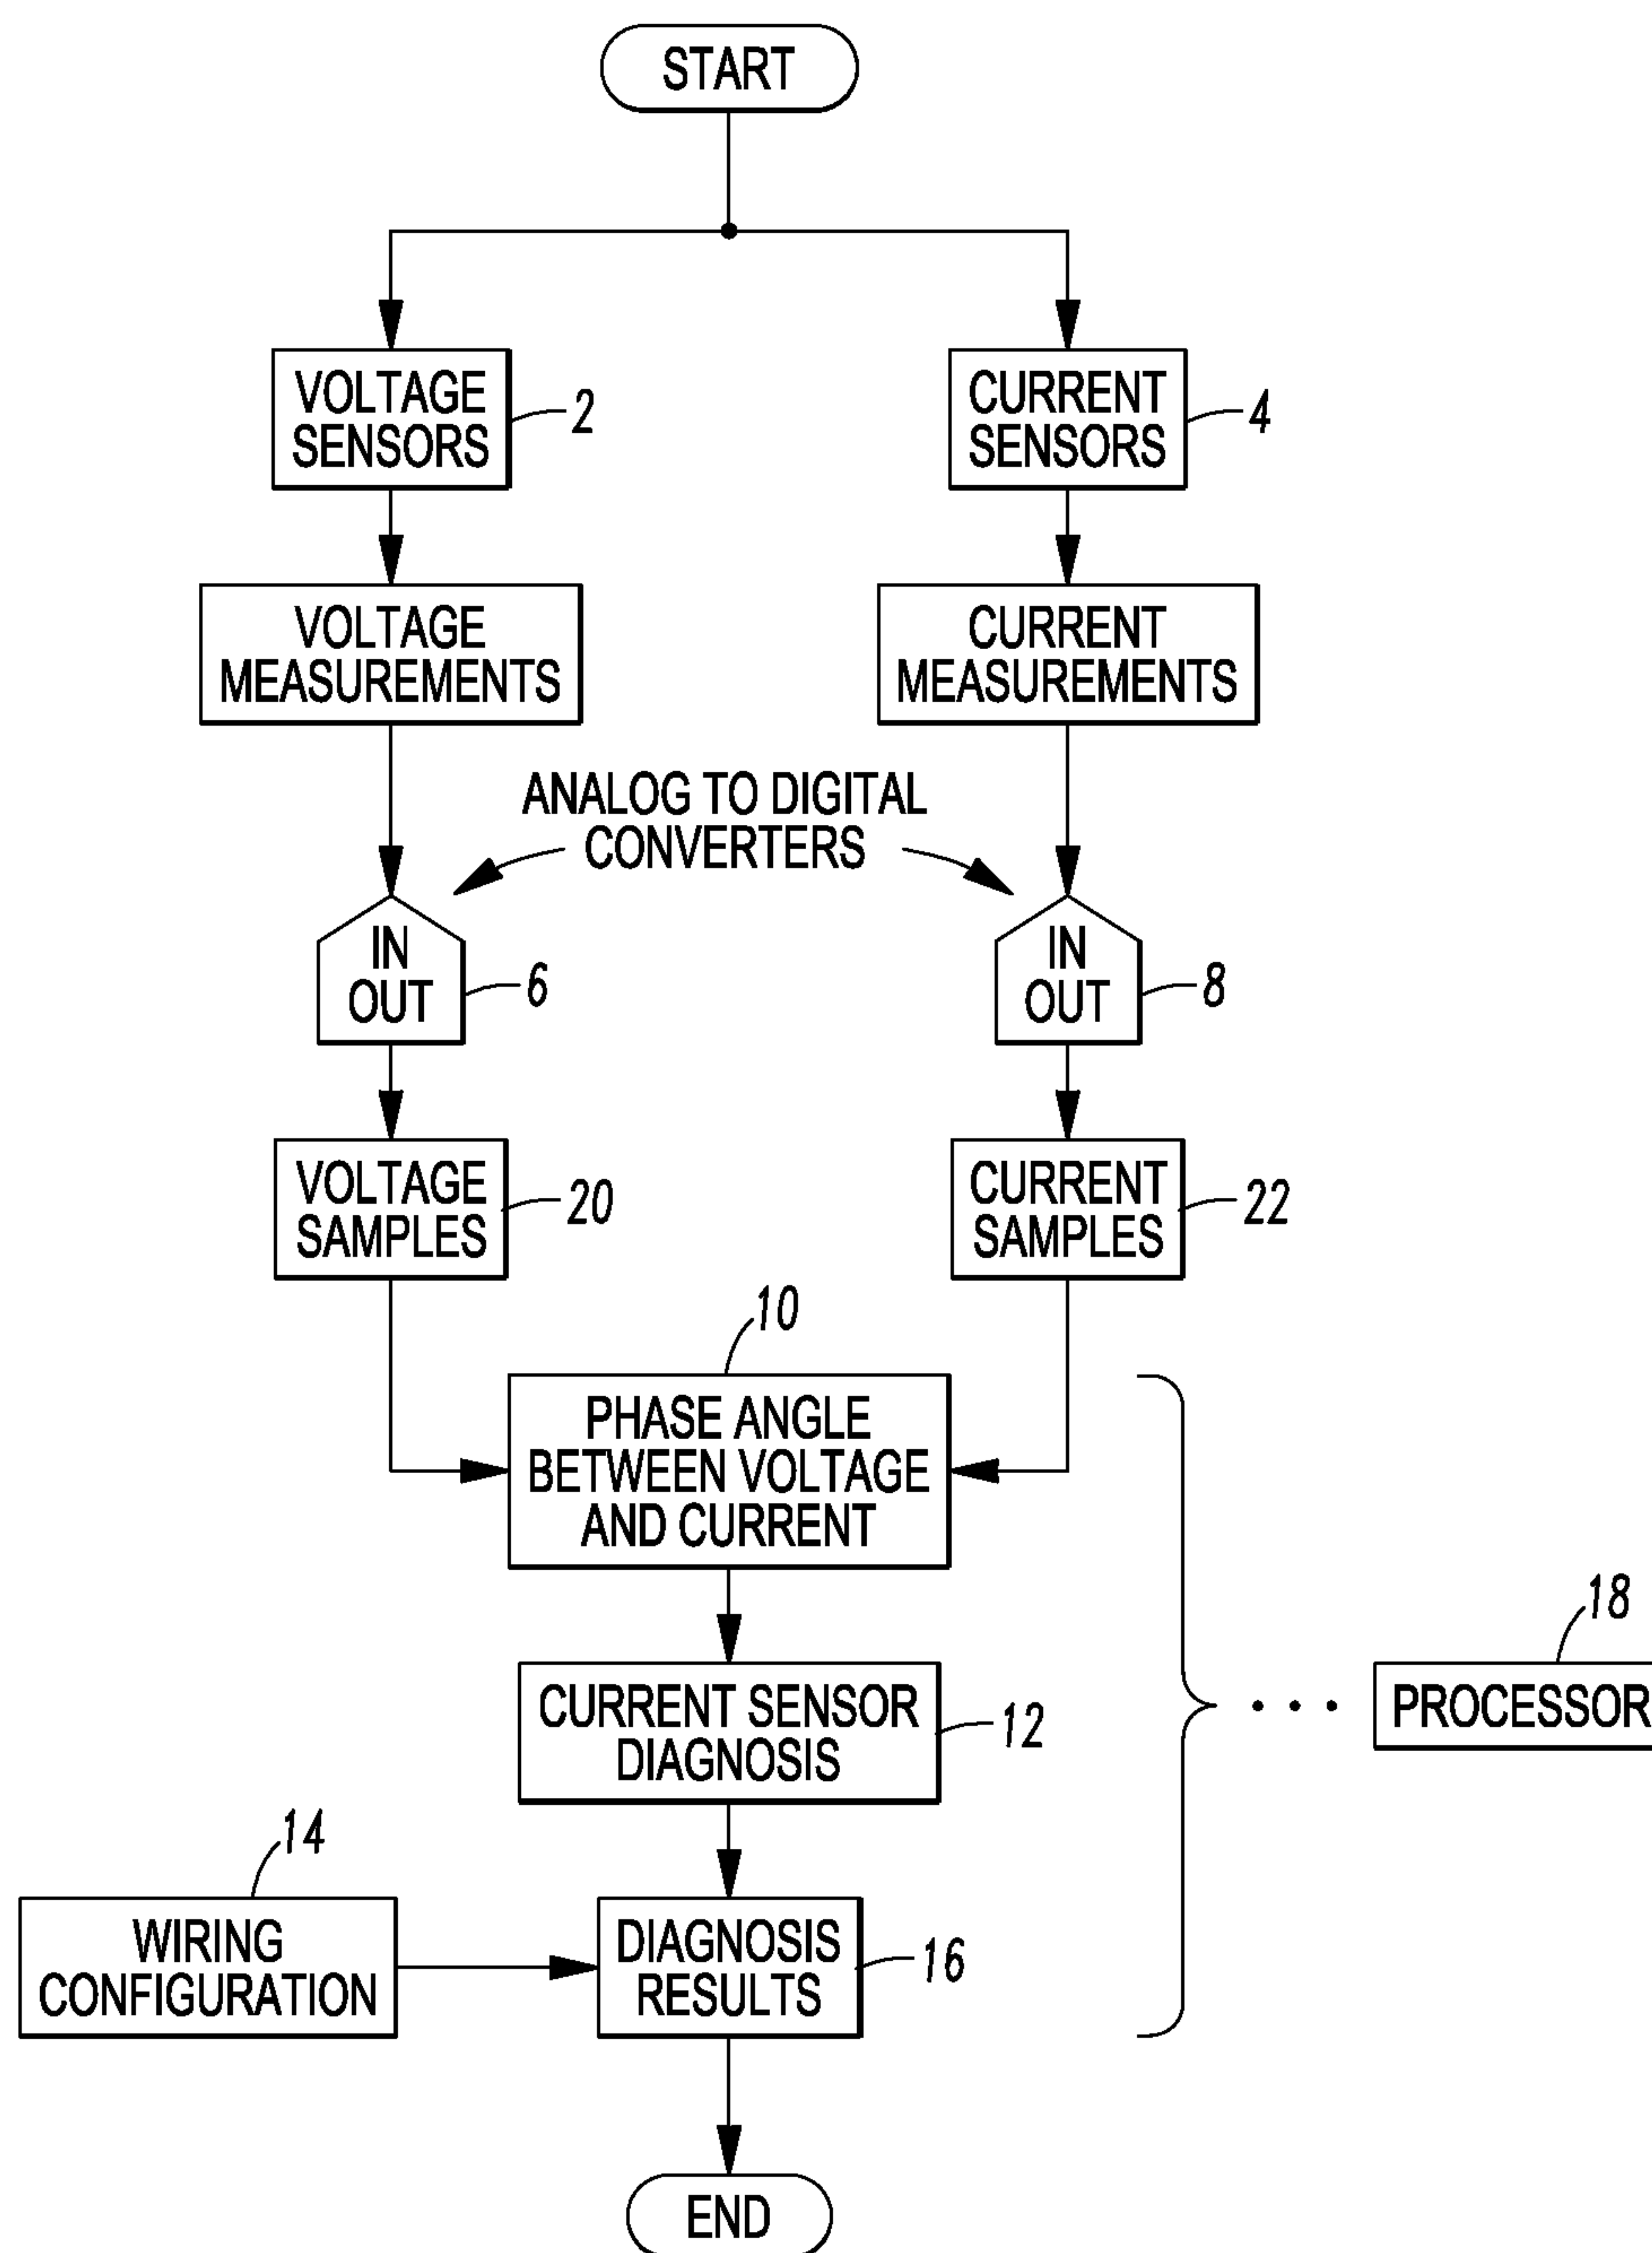 START
VOLTAGE
SENSORS
2
CURRENT
SENSORS
4
VOLTAGE
MEASUREMENTS
CURRENT
MEASUREMENTS
ANALOG TO DIGITAL
CONVERTERS
IN
OUT
6
IN
OUT
8
VOLTAGE
SAMPLES
20
CURRENT
SAMPLES
22
10
PHASE ANGLE
BETWEEN VOLTAGE
AND CURRENT
18
PROCESSOR
CURRENT SENSOR
DIAGNOSIS
12
14
WIRING
CONFIGURATION
DIAGNOSIS
RESULTS
16
END